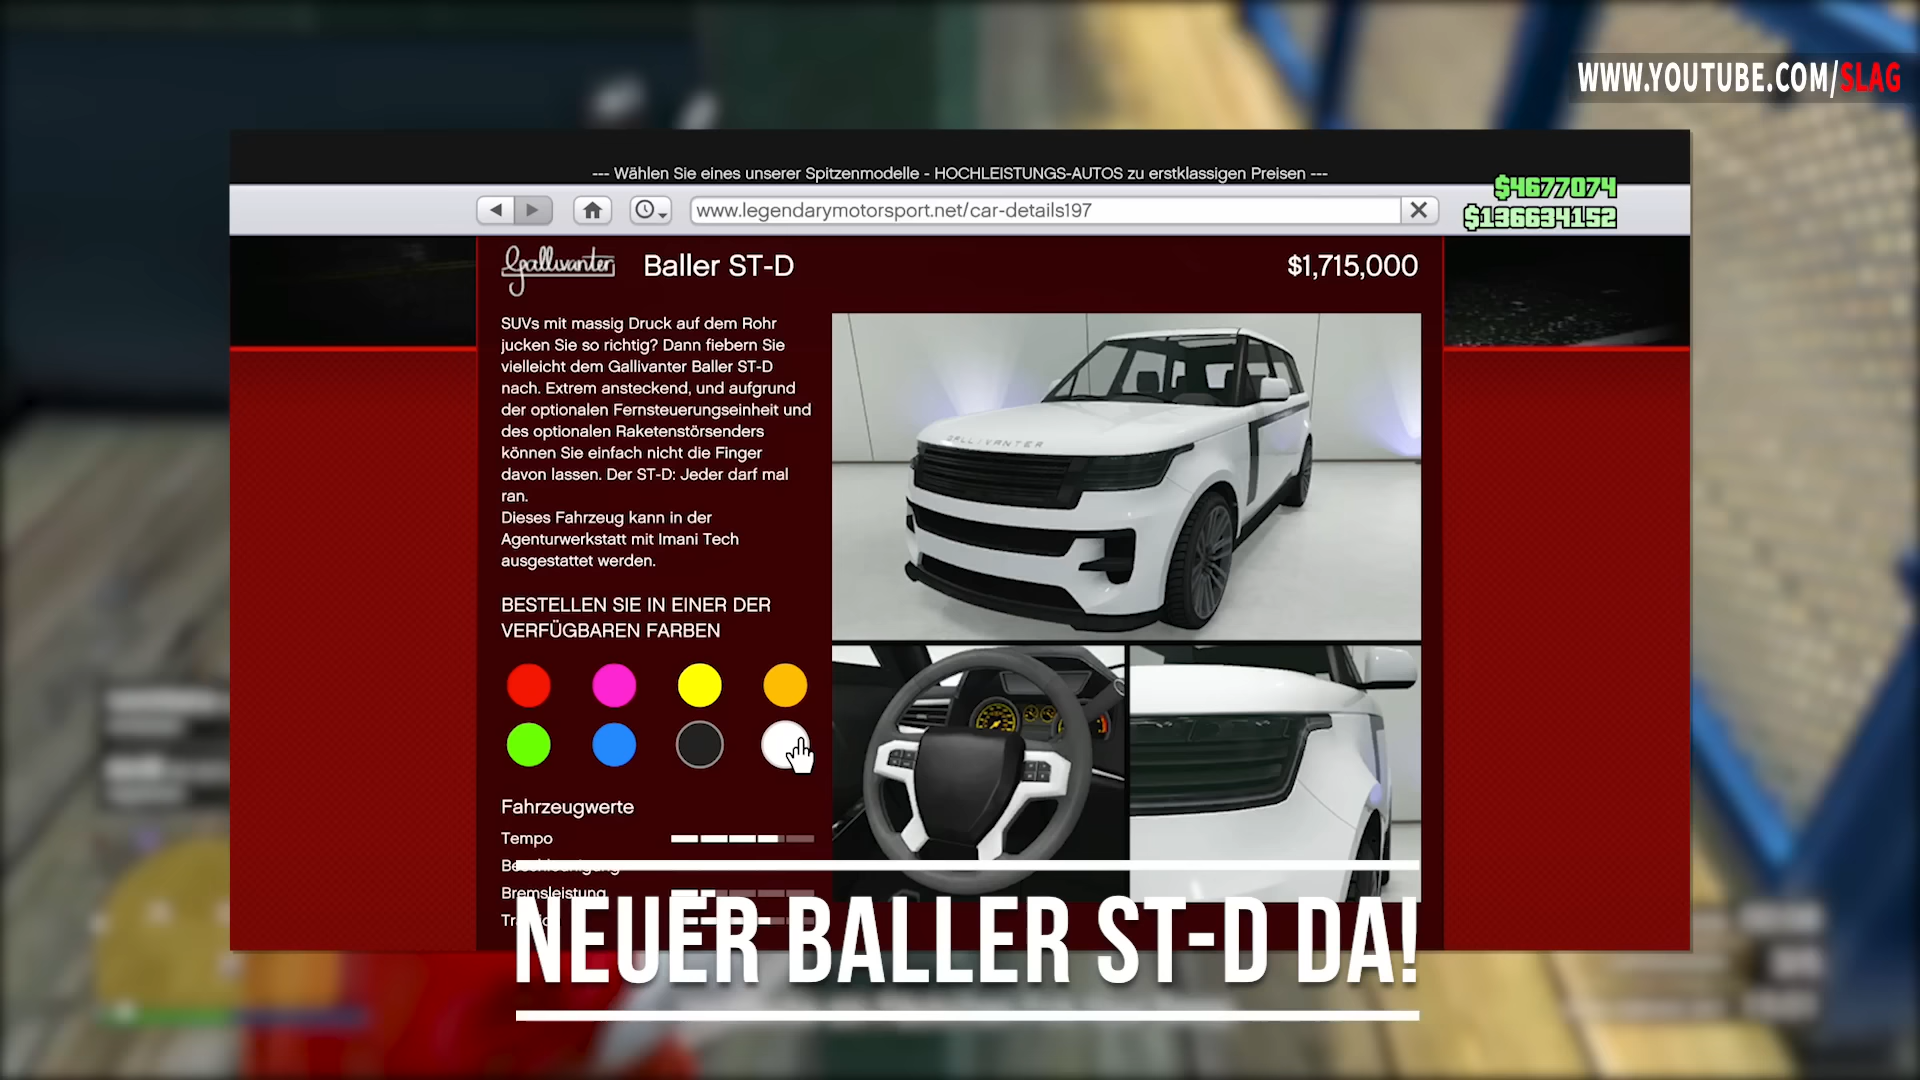 WWW.YOUTUBE.COM/SLAG
--- Wählen Sie eines unserer Spitzenmodelle - HOCHLEISTUNGS-AUTOS zu erstklassigen Preisen ---
$4677074
www.legendarymotorsport.net/car-details197
$136634152
Gallivanter Baller ST-D $1,715,000
SUVs mit massig Druck auf dem Rohr
jucken Sie so richtig? Dann fiebern Sie
vielleicht dem Gallivanter Baller ST-D
nach. Extrem ansteckend, und aufgrund
der optionalen Fernsteuerungseinheit und
des optionalen Raketenstörsenders
können Sie einfach nicht die Finger
davon lassen. Der ST-D: Jeder darf mal
ran.
Dieses Fahrzeug kann in der
Agenturwerkstatt mit Imani Tech
ausgestattet werden.
GALLIVANTER
BESTELLEN SIE IN EINER DER
VERFÜGBAREN FARBEN
Fahrzeugwerte
Tempo
Beschleunigung
Bremsleistung
NEUER BALLER ST-D DA!